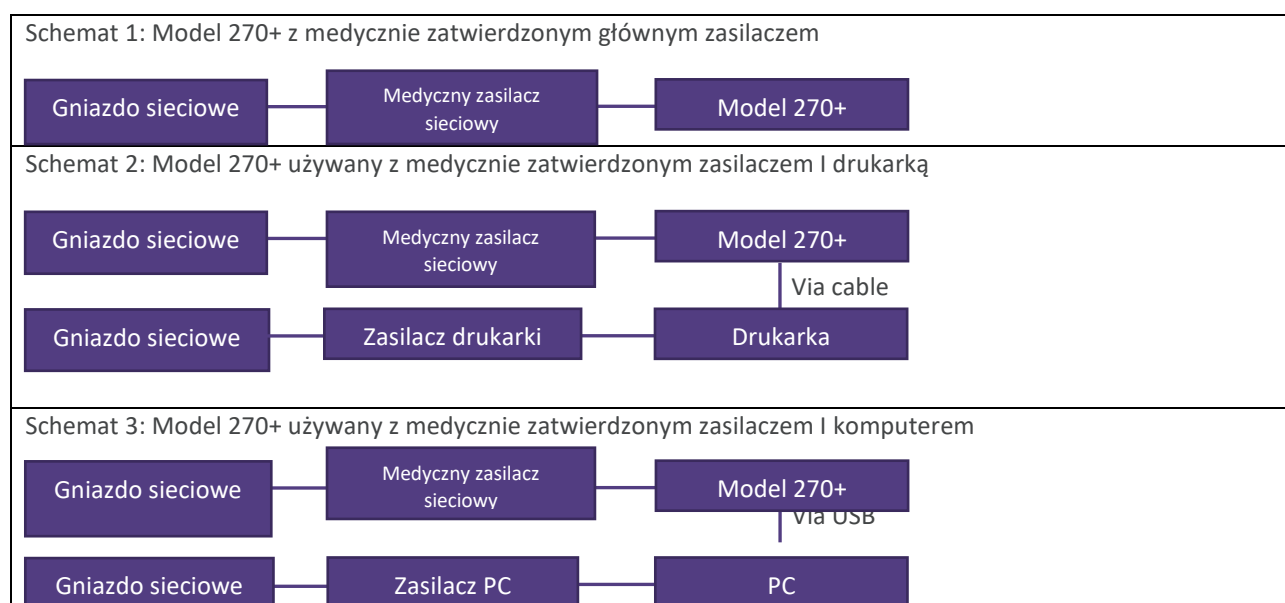 Schemat 1: Model 270+ z medycznie zatwierdzonym głównym zasilaczem
Gniazdo sieciowe
Medyczny zasilacz
sieciowy
Model 270+
Schemat 2: Model 270+ używany z medycznie zatwierdzonym zasilaczem I drukarką
Gniazdo sieciowe
Medyczny zasilacz
sieciowy
Model 270+
Via cable
Gniazdo sieciowe
Zasilacz drukarki
Drukarka
Schemat 3: Model 270+ używany z medycznie zatwierdzonym zasilaczem I komputerem
Gniazdo sieciowe
Medyczny zasilacz
sieciowy
Model 270+
Via USB
Gniazdo sieciowe
Zasilacz PC
PC